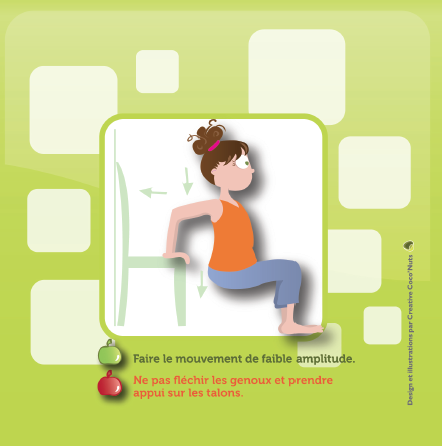 Faire le mouvement de faible amplitude.
Ne pas fléchir les genoux et prendre
appui sur les talons.
Design et illustrations par Creative Coco'Nuts